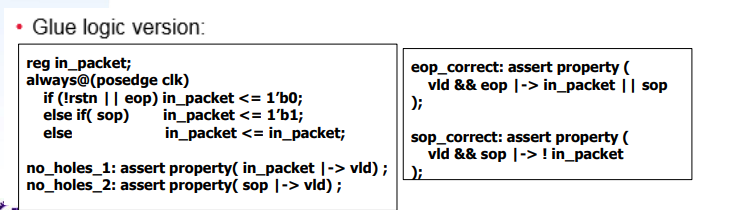 • Glue logic version:
reg in_packet;
always@(posedge clk)
if (!rstn || eop) in_packet <= 1'b0;
else if( sop) in_packet <= 1'b1;
else in_packet <= in_packet;
no_holes_1: assert property( in_packet |-> vld) ;
no_holes_2: assert property( sop |-> vld) ;
eop_correct: assert property (
vld && eop |-> in_packet || sop
);
sop_correct: assert property (
vld && sop |-> ! in_packet
);